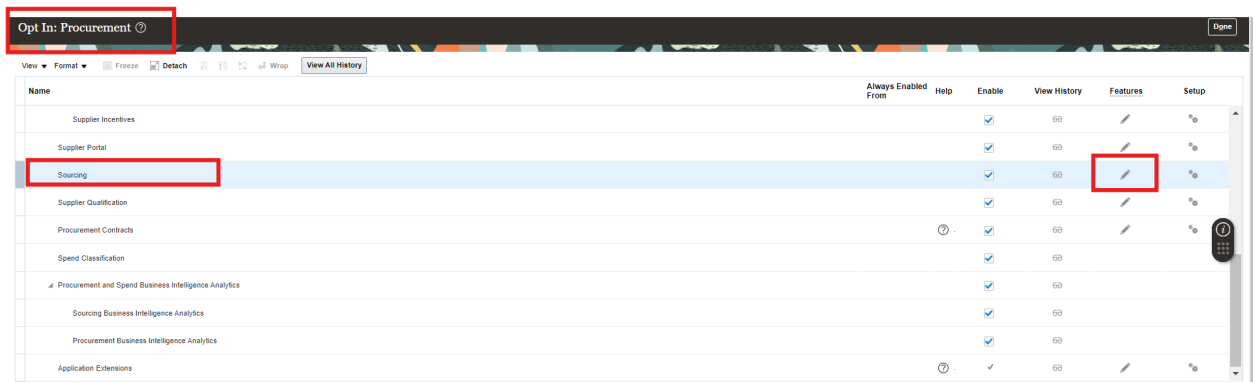 Opt In: Procurement
Done
View Format Freeze Detach Wrap View All History
Name Always Enabled From Help Enable View History Features Setup
Supplier Incentives
Supplier Portal
Sourcing
Supplier Qualification
Procurement Contracts
Spend Classification
Procurement and Spend Business Intelligence Analytics
Sourcing Business Intelligence Analytics
Procurement Business Intelligence Analytics
Application Extensions